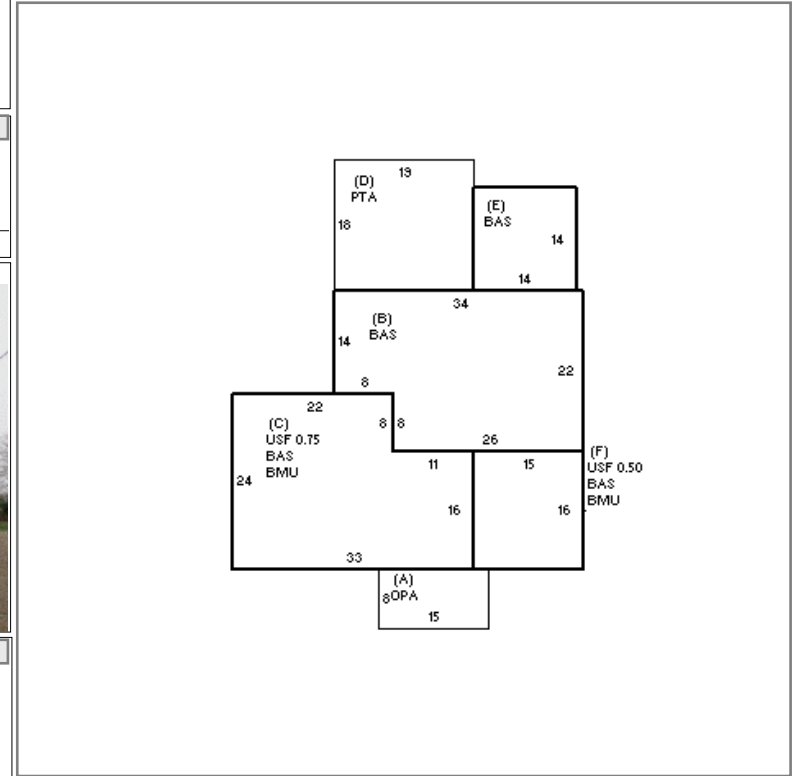 19
(D)
PTA
18
(E)
BAS
14
14
34
(B)
BAS
14
22
8
22
8
8
(C)
USF 0.75
BAS
BMU
26
11
15
(F)
USF 0.50
BAS
BMU
24
16
16
33
(A)
8
OPA
15